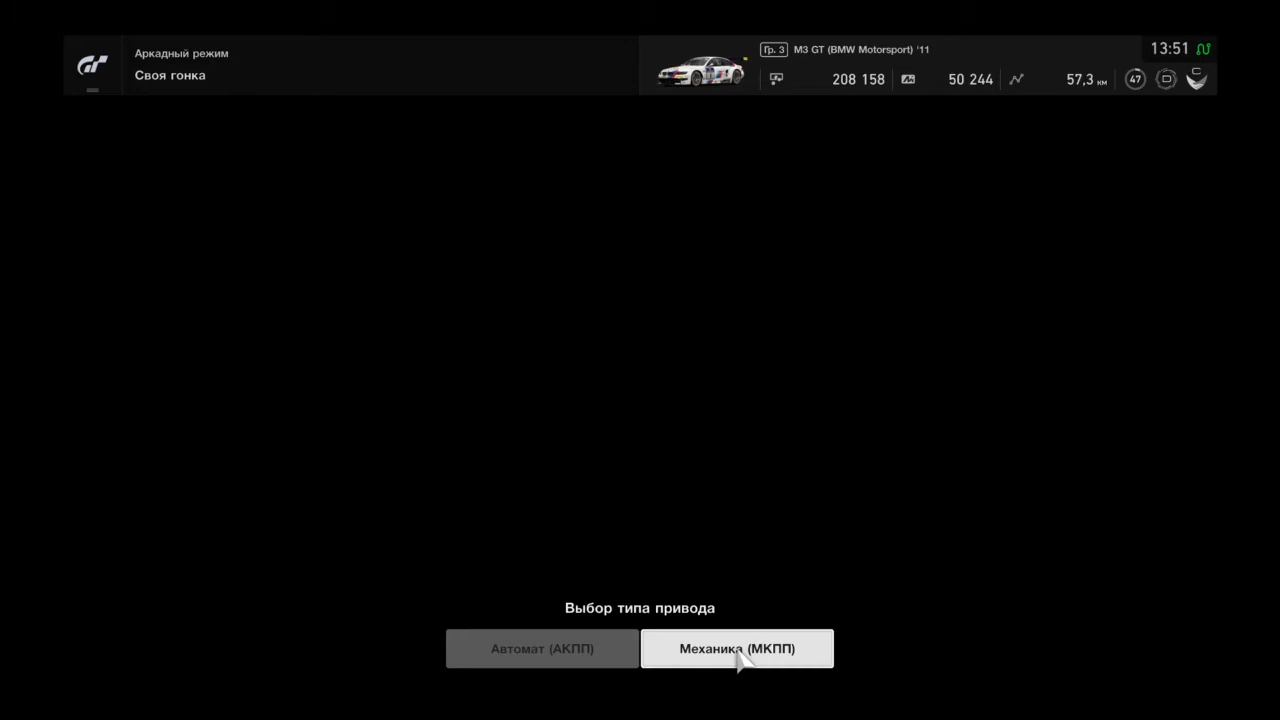 Аркадный режим
Своя гонка
Гр. 3 M3 GT (BMW Motorsport) '11
208 158 50 244 57,3 км 47 D C
13:51
Выбор типа привода
Автомат (АКПП) Механика (МКПП)